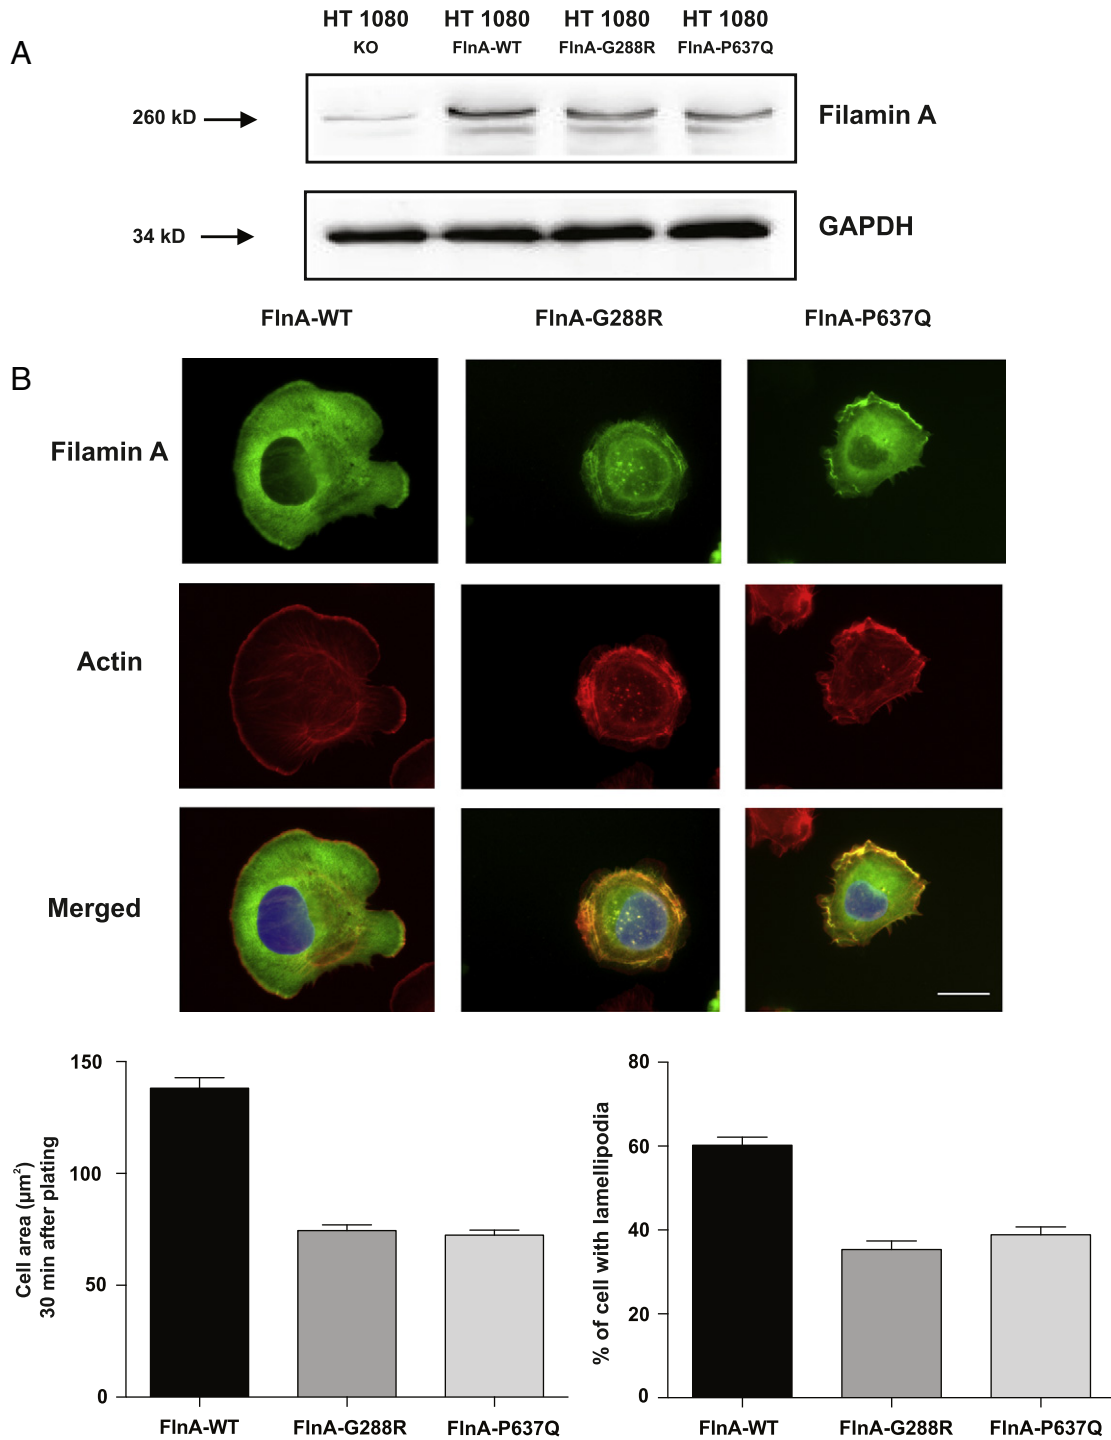 A
HT 1080 HT 1080 HT 1080 HT 1080
KO FlnA-WT FlnA-G288R FlnA-P637Q
260 kD Filamin A
34 kD GAPDH
FlnA-WT FlnA-G288R FlnA-P637Q
B
Filamin A
Actin
Merged
Cell area (µm²)
30 min after plating
150
100
50
0
FlnA-WT FlnA-G288R FlnA-P637Q
% of cell with lamellipodia
80
60
40
20
0
FlnA-WT FlnA-G288R FlnA-P637Q